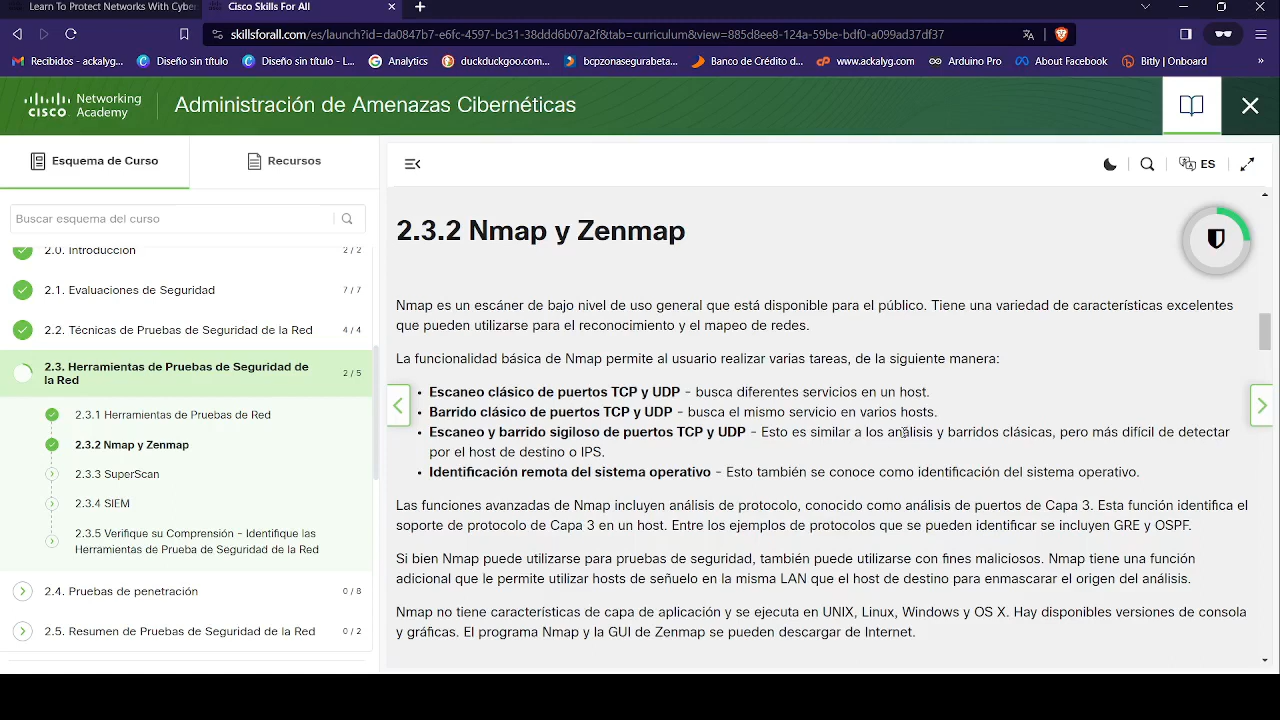 Learn To Protect Networks With Cyber
Cisco Skills For All
skillsforall.com/es/launch?id=da0847b7-e6fc-4597-bc31-38ddd6b07a2f&tab=curriculum&view=885d8ee8-124a-59be-bdf0-a099ad37df37
Recibidos - ackalyg...
Diseño sin título
Diseño sin título - L...
Analytics
duckduckgoo.com...
bcpzonasegurabeta...
Banco de Crédito d...
www.ackalyg.com
Arduino Pro
About Facebook
Bitly | Onboard
»
CISCO Networking Academy
Administración de Amenazas Cibernéticas
Esquema de Curso
Recursos
ES
Buscar esquema del curso
2.0. Introducción 2 / 2
2.1. Evaluaciones de Seguridad 7 / 7
2.2. Técnicas de Pruebas de Seguridad de la Red 4 / 4
2.3. Herramientas de Pruebas de Seguridad de
la Red 2 / 5
2.3.1 Herramientas de Pruebas de Red
2.3.2 Nmap y Zenmap
2.3.3 SuperScan
2.3.4 SIEM
2.3.5 Verifique su Comprensión - Identifique las
Herramientas de Prueba de Seguridad de la Red
2.4. Pruebas de penetración 0 / 8
2.5. Resumen de Pruebas de Seguridad de la Red 0 / 2
2.3.2 Nmap y Zenmap
Nmap es un escáner de bajo nivel de uso general que está disponible para el público. Tiene una variedad de características excelentes
que pueden utilizarse para el reconocimiento y el mapeo de redes.
La funcionalidad básica de Nmap permite al usuario realizar varias tareas, de la siguiente manera:
• Escaneo clásico de puertos TCP y UDP - busca diferentes servicios en un host.
• Barrido clásico de puertos TCP y UDP - busca el mismo servicio en varios hosts.
• Escaneo y barrido sigiloso de puertos TCP y UDP - Esto es similar a los análisis y barridos clásicas, pero más difícil de detectar
por el host de destino o IPS.
• Identificación remota del sistema operativo - Esto también se conoce como identificación del sistema operativo.
Las funciones avanzadas de Nmap incluyen análisis de protocolo, conocido como análisis de puertos de Capa 3. Esta función identifica el
soporte de protocolo de Capa 3 en un host. Entre los ejemplos de protocolos que se pueden identificar se incluyen GRE y OSPF.
Si bien Nmap puede utilizarse para pruebas de seguridad, también puede utilizarse con fines maliciosos. Nmap tiene una función
adicional que le permite utilizar hosts de señuelo en la misma LAN que el host de destino para enmascarar el origen del análisis.
Nmap no tiene características de capa de aplicación y se ejecuta en UNIX, Linux, Windows y OS X. Hay disponibles versiones de consola
y gráficas. El programa Nmap y la GUI de Zenmap se pueden descargar de Internet.